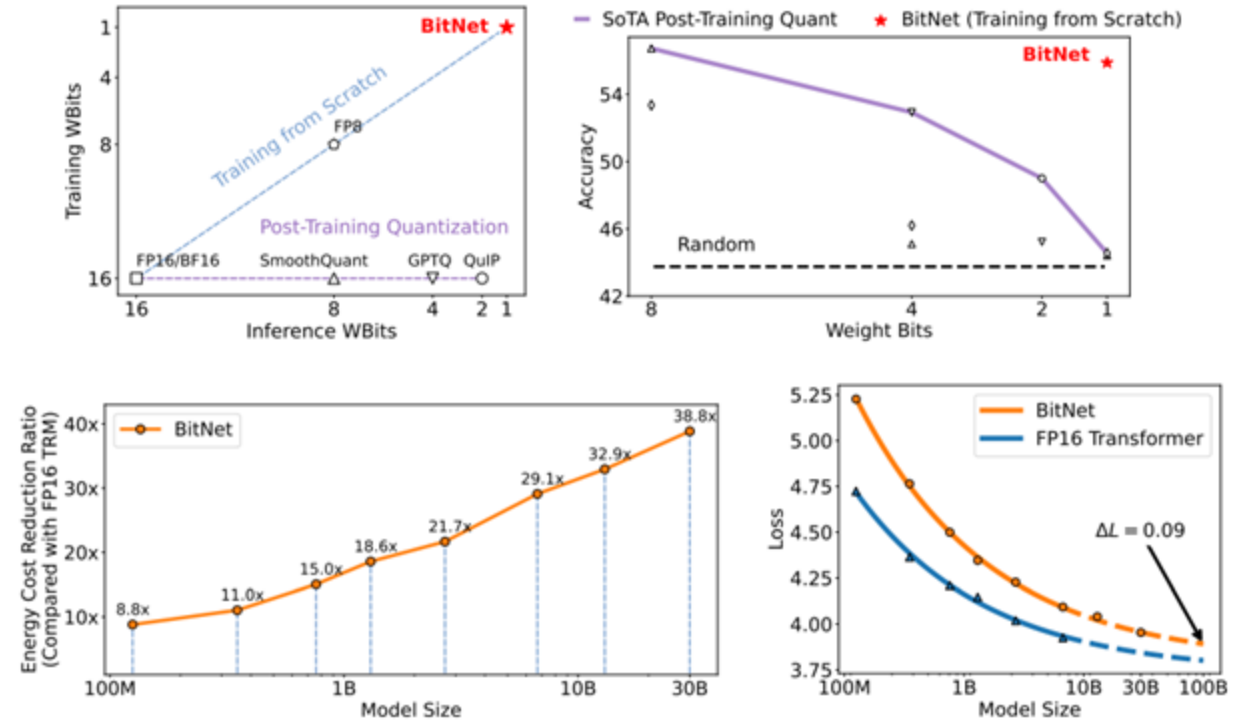 1
4
8
16
Training WBits
BitNet
Training from Scratch
FP8
Post-Training Quantization
FP16/BF16 SmoothQuant GPTQ QuIP
16 8 4 2 1
Inference WBits
SoTA Post-Training Quant BitNet (Training from Scratch)
54
50
46
42
Accuracy
BitNet
Random
8 4 2 1
Weight Bits
40x
30x
20x
10x
Energy Cost Reduction Ratio
(Compared with FP16 TRM)
BitNet
8.8x
11.0x
15.0x
18.6x
21.7x
29.1x
32.9x
38.8x
100M 1B 10B 30B
Model Size
5.25
5.00
4.75
4.50
4.25
4.00
3.75
Loss
BitNet
FP16 Transformer
ΔL = 0.09
100M 1B 10B 30B 100B
Model Size